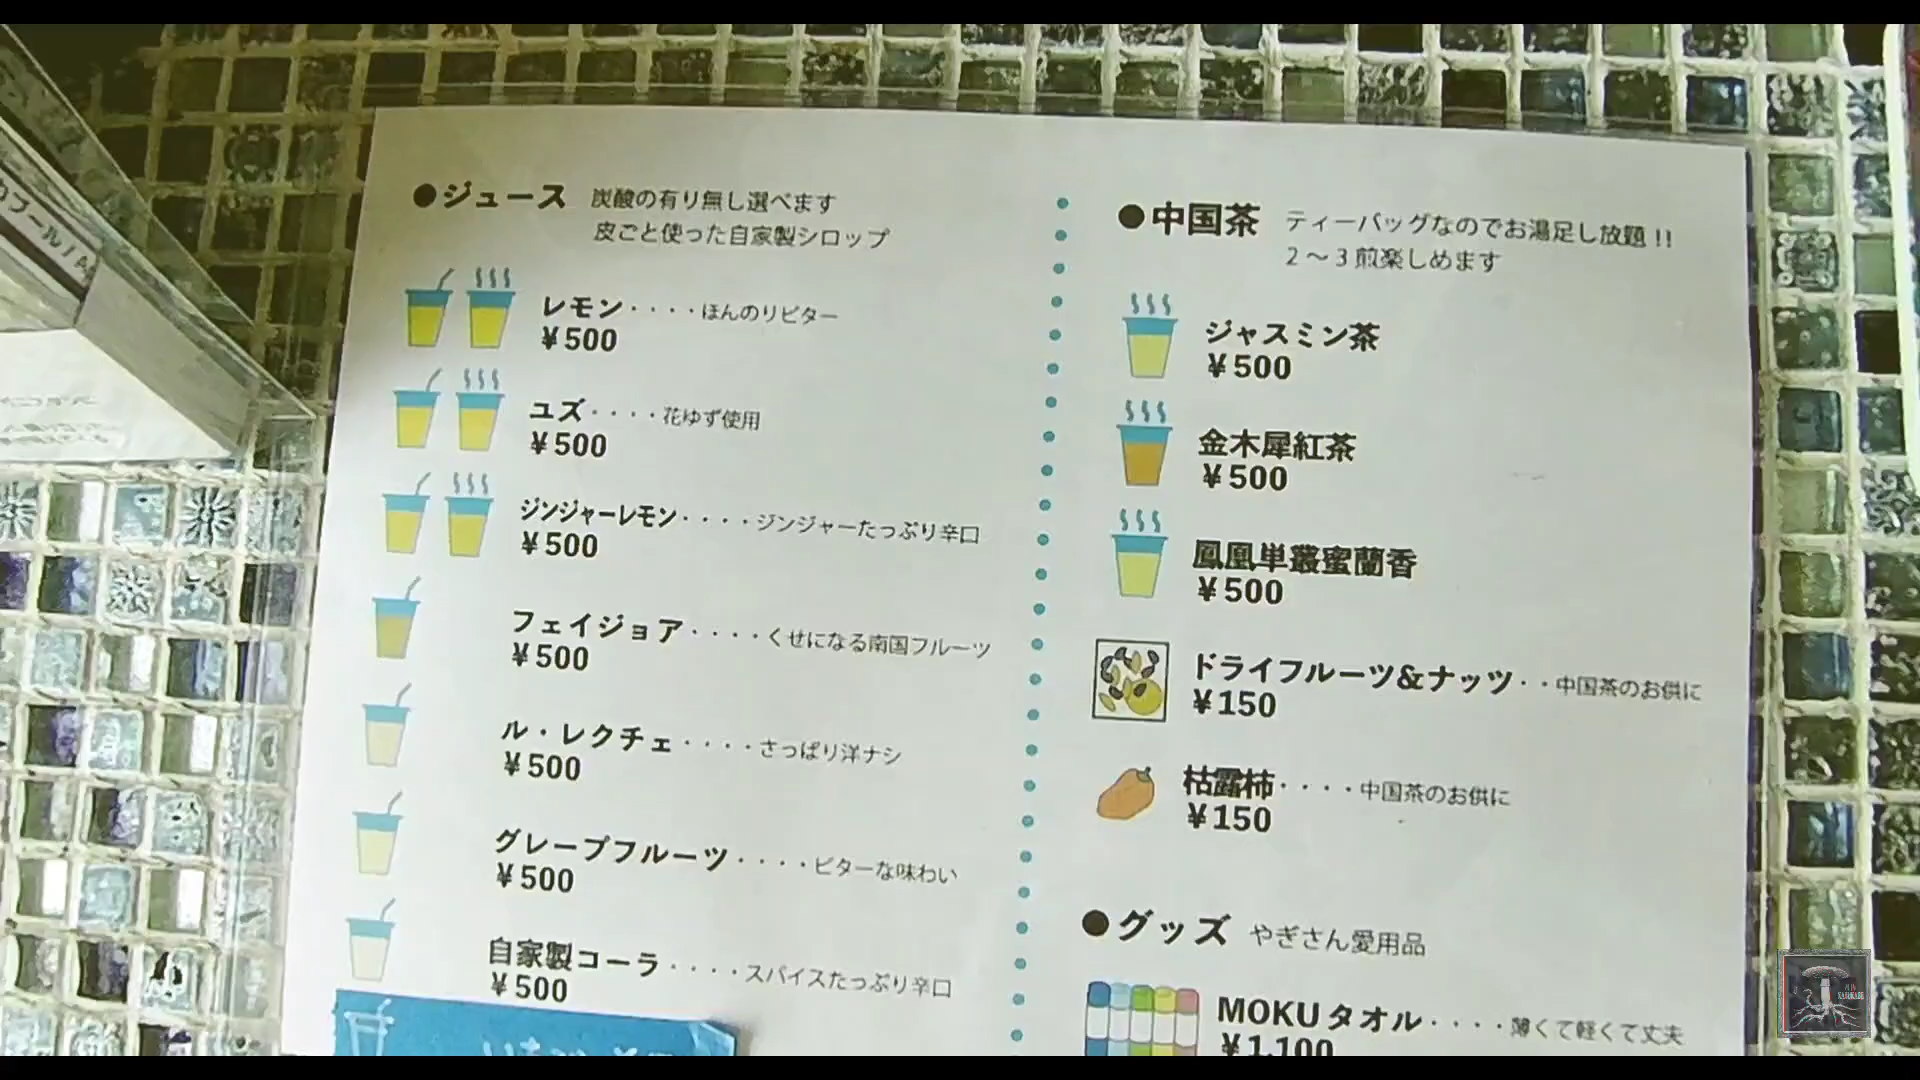 ●ジュース 炭酸の有り無し選べます
皮ごと使った自家製シロップ
レモン・・・・ほんのりビター
¥500
ユズ・・・・花ゆず使用
¥500
ジンジャーレモン・・・・ジンジャーたっぷり辛口
¥500
フェイジョア・・・・くせになる南国フルーツ
¥500
ル・レクチェ・・・・さっぱり洋ナシ
¥500
グレープフルーツ・・・・ビターな味わい
¥500
自家製コーラ・・・・スパイスたっぷり辛口
¥500
●中国茶 ティーバッグなのでお湯足し放題!!
2～3煎楽しめます
ジャスミン茶
¥500
金木犀紅茶
¥500
鳳凰単叢蜜蘭香
¥500
ドライフルーツ&ナッツ・・中国茶のお供に
¥150
枯露柿・・・・中国茶のお供に
¥150
●グッズ やぎさん愛用品
MOKUタオル・・・・薄くて軽くて丈夫
¥1,100